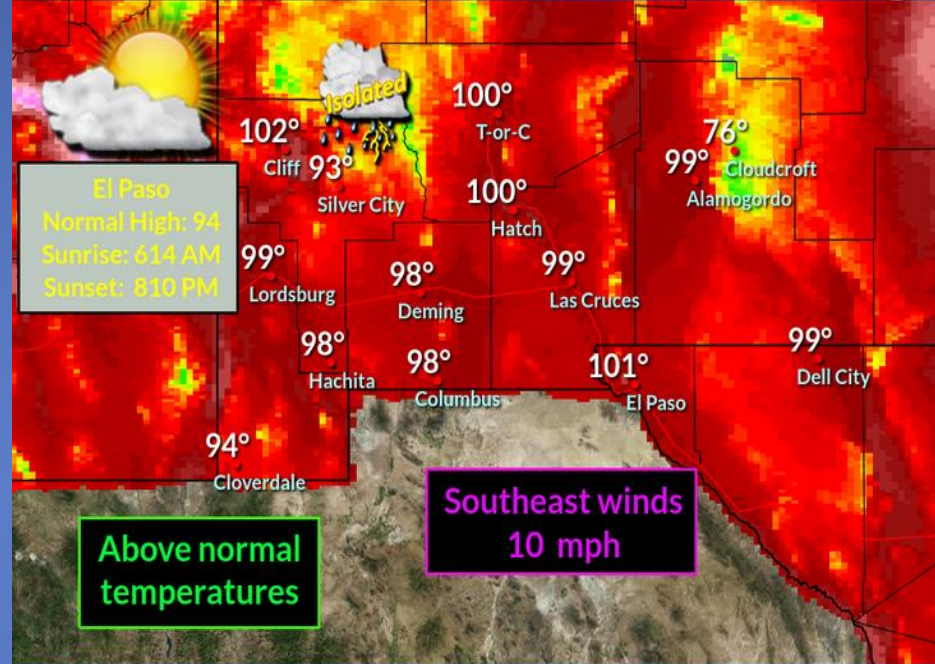 Isolated
100°
T-or-C
102°
Cliff
93°
Silver City
76°
Cloudcroft
99°
Alamogordo
El Paso
Normal High: 94
Sunrise: 614 AM
Sunset: 810 PM
100°
Hatch
99°
Lordsburg
98°
Deming
99°
Las Cruces
98°
Hachita
98°
Columbus
101°
El Paso
99°
Dell City
94°
Cloverdale
Southeast winds
10 mph
Above normal
temperatures